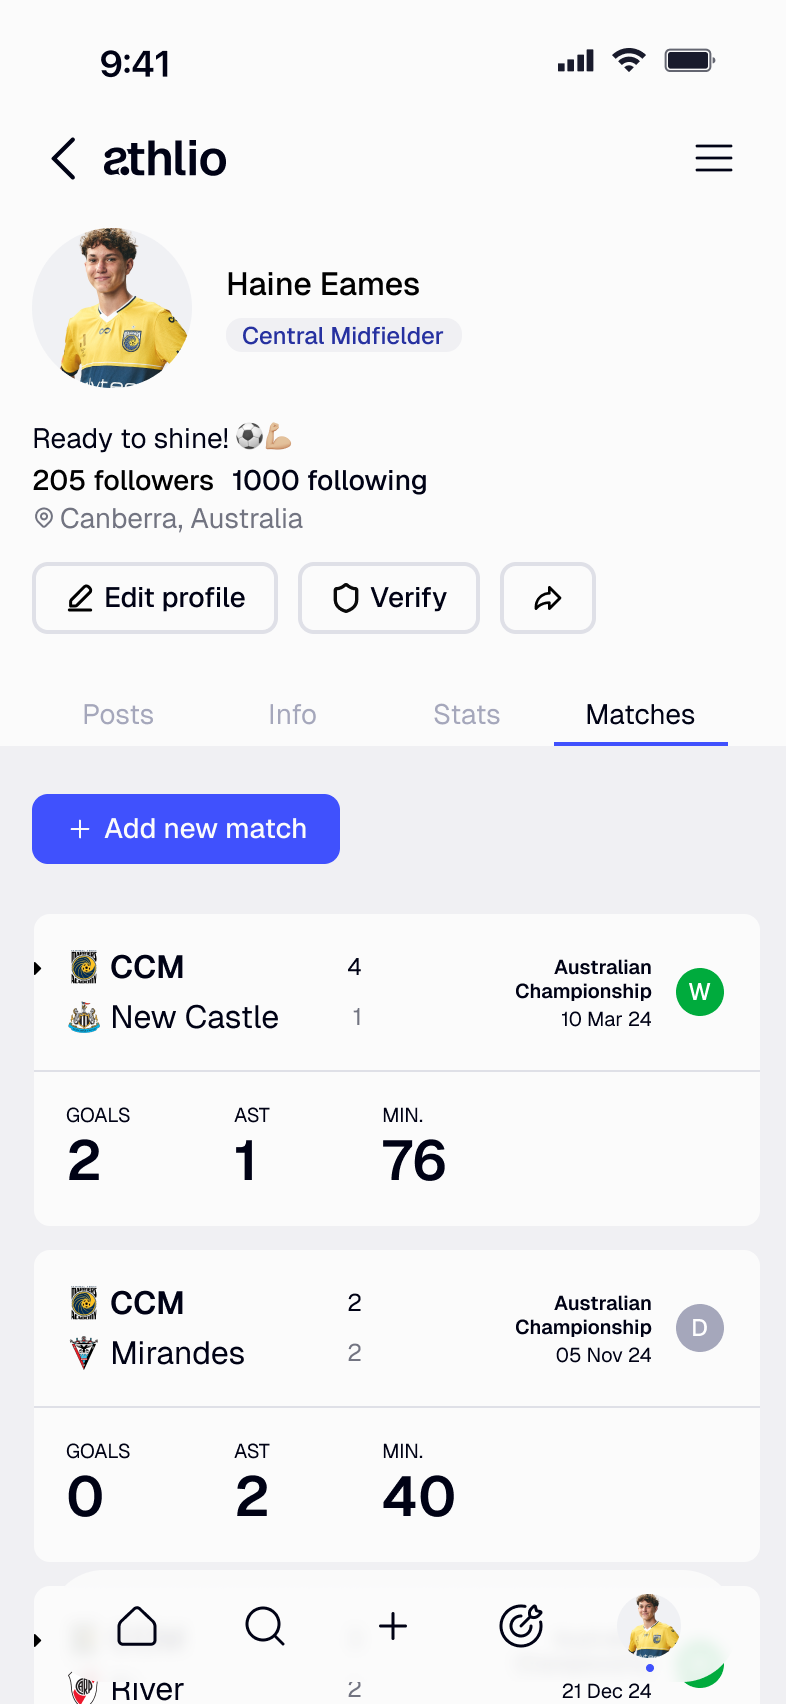 9:41
athlio
Haine Eames
Central Midfielder
Ready to shine! ⚽💪🏼
205 followers 1000 following
Canberra, Australia
Edit profile
Verify
Posts
Info
Stats
Matches
+ Add new match
CCM 4
New Castle 1
Australian
Championship
10 Mar 24
W
GOALS AST MIN.
2 1 76
CCM 2
Mirandes 2
Australian
Championship
05 Nov 24
D
GOALS AST MIN.
0 2 40
River 2
21 Dec 24